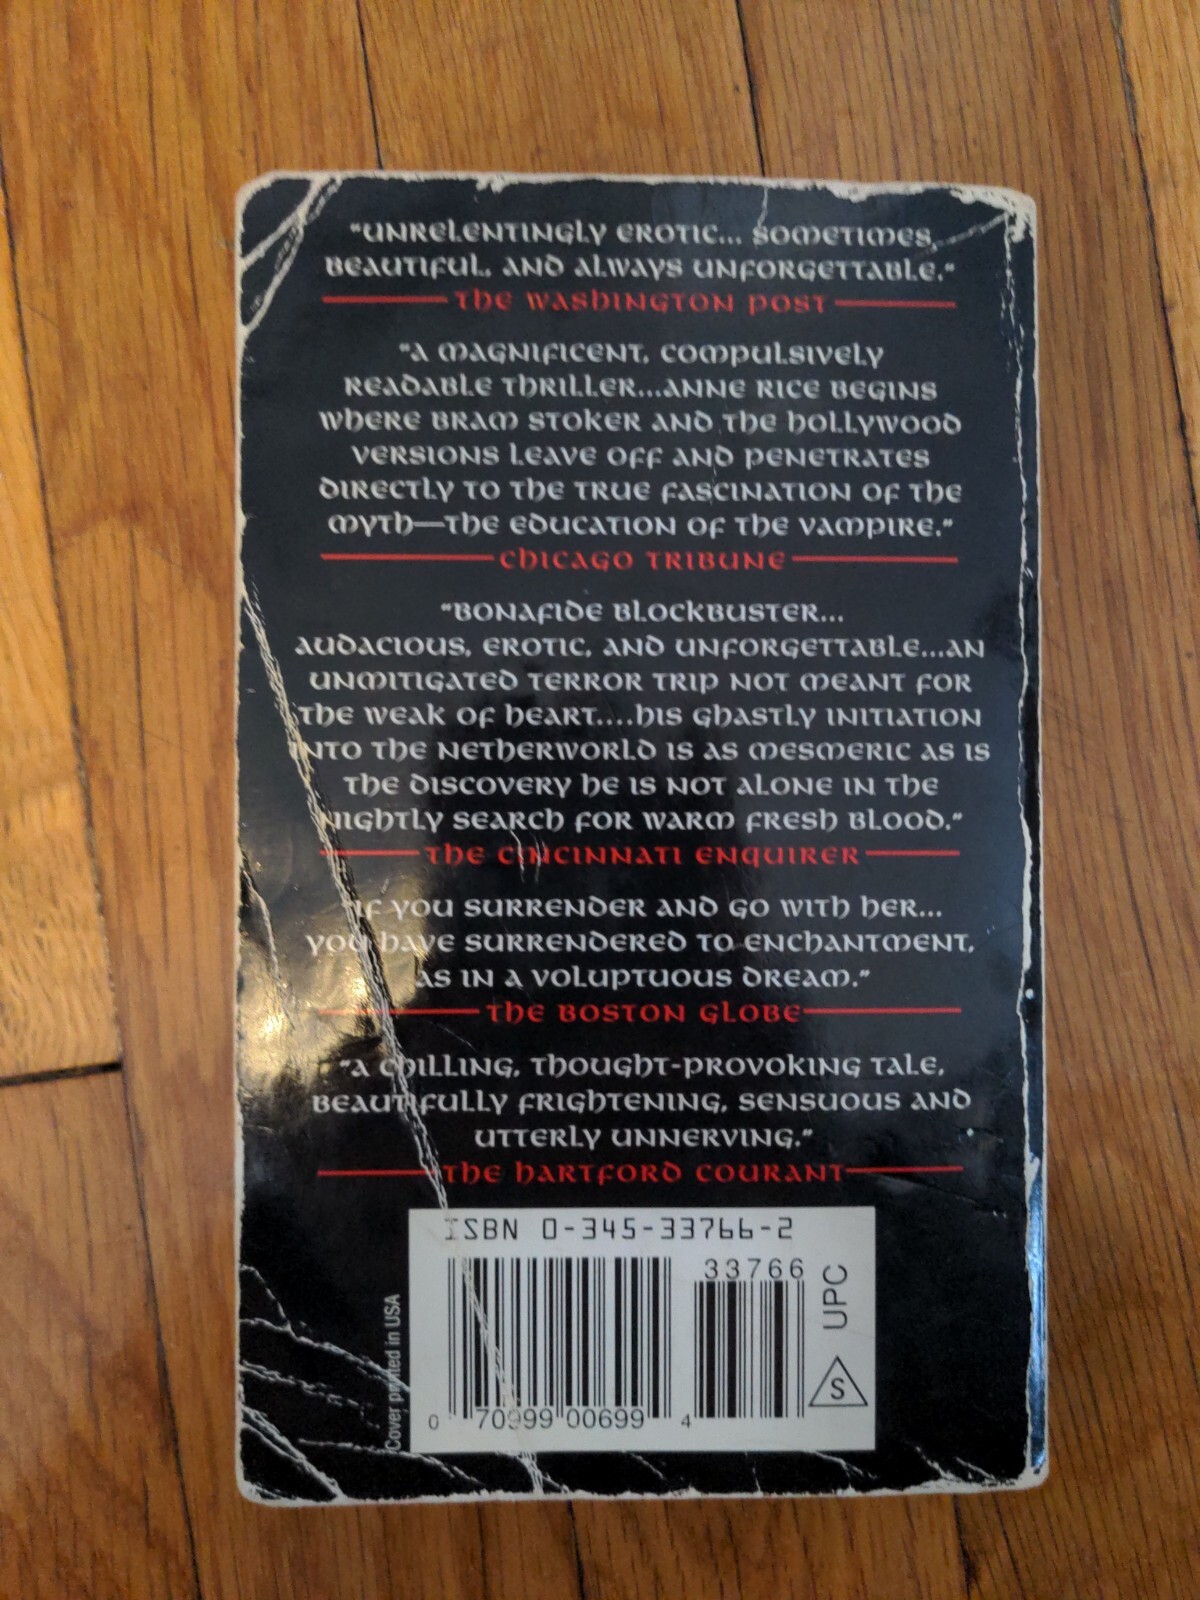 "UNRELENTINGLY EROTIC... SOMETIMES,
BEAUTIFUL, AND ALWAYS UNFORGETTABLE."
THE WASHINGTON POST
"A MAGNIFICENT, COMPULSIVELY
READABLE THRILLER...ANNE RICE BEGINS
WHERE BRAM STOKER AND THE HOLLYWOOD
VERSIONS LEAVE OFF AND PENETRATES
DIRECTLY TO THE TRUE FASCINATION OF THE
MYTH—THE EDUCATION OF THE VAMPIRE."
CHICAGO TRIBUNE
"BONAFIDE BLOCKBUSTER...
AUDACIOUS, EROTIC, AND UNFORGETTABLE...AN
UNMITIGATED TERROR TRIP NOT MEANT FOR
THE WEAK OF HEART....HIS GHASTLY INITIATION
INTO THE NETHERWORLD IS AS MESMERIC AS IS
THE DISCOVERY HE IS NOT ALONE IN THE
NIGHTLY SEARCH FOR WARM FRESH BLOOD."
THE CINCINNATI ENQUIRER
"IF YOU SURRENDER AND GO WITH HER...
YOU HAVE SURRENDERED TO ENCHANTMENT,
AS IN A VOLUPTUOUS DREAM."
THE BOSTON GLOBE
"A CHILLING, THOUGHT-PROVOKING TALE,
BEAUTIFULLY FRIGHTENING, SENSUOUS AND
UTTERLY UNNERVING."
THE HARTFORD COURANT
ISBN 0-345-33766-2
33766
UPC
S
0 70999 00699 4
Cover printed in USA